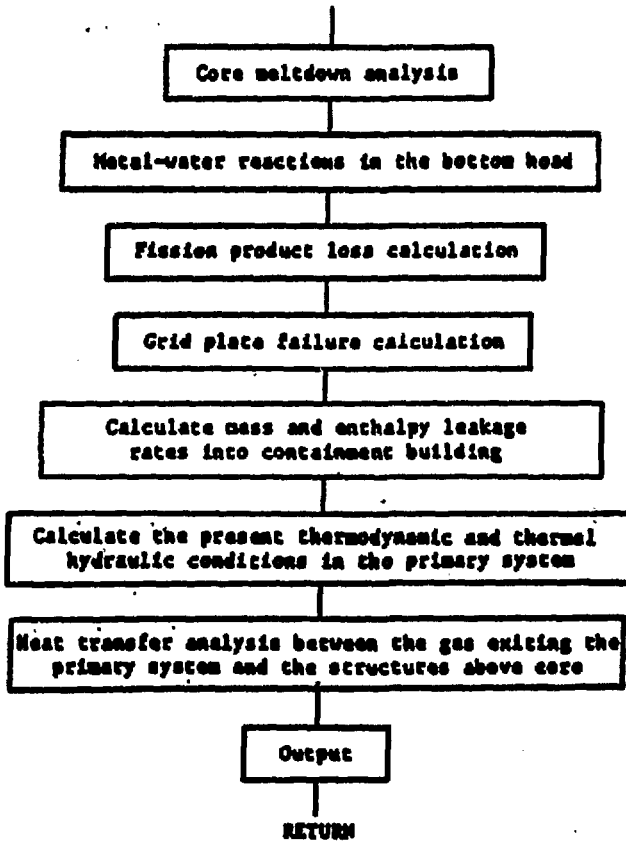 Core meltdown analysis
Metal-water reactions in the bottom head
Fission product loss calculation
Grid plate failure calculation
Calculate mass and enthalpy leakage
rates into containment building
Calculate the present thermodynamic and thermal
hydraulic conditions in the primary system
Heat transfer analysis between the gas exiting the
primary system and the structures above core
Output
RETURN